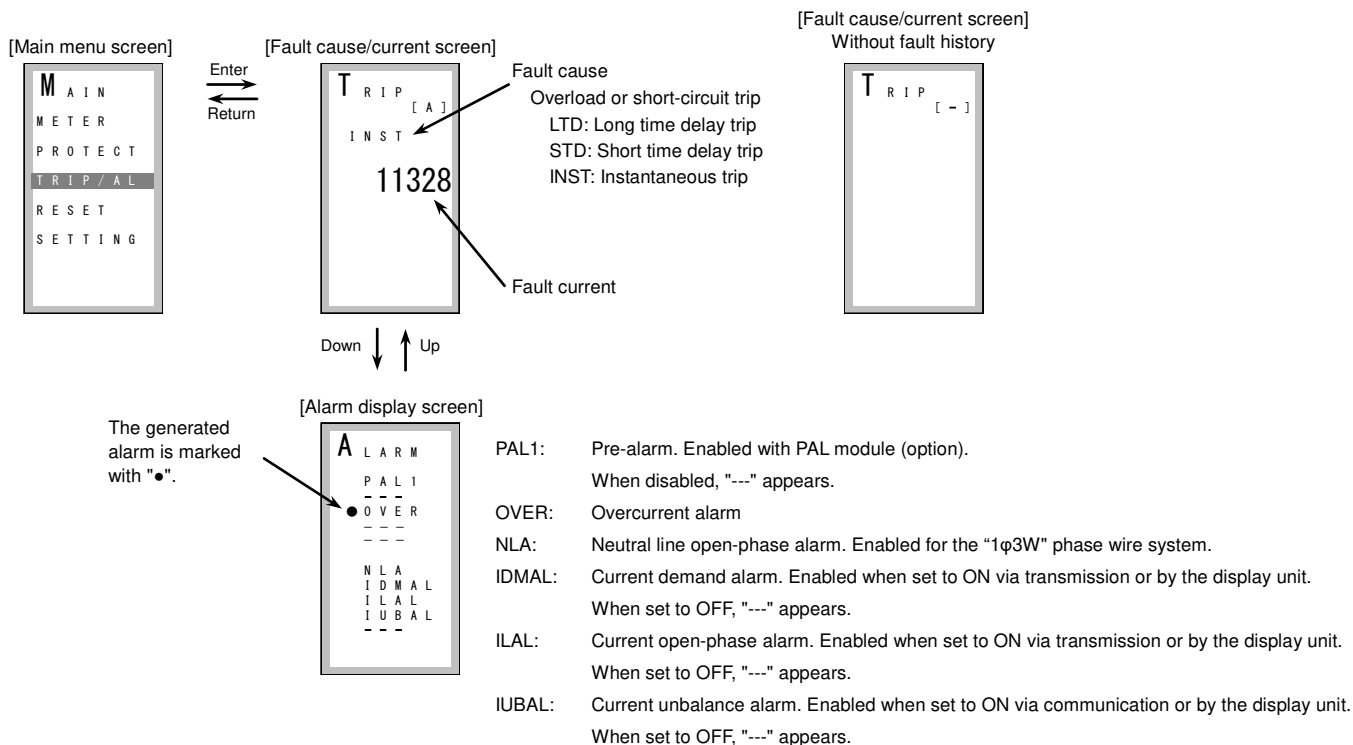 [Main menu screen]
MAIN
METER
PROTECT
TRIP/AL
RESET
SETTING
Enter
Return
[Fault cause/current screen]
TRIP
[A]
INST
11328
Fault cause
Overload or short-circuit trip
LTD: Long time delay trip
STD: Short time delay trip
INST: Instantaneous trip
Fault current
[Fault cause/current screen]
Without fault history
TRIP
[-]
Down
Up
The generated
alarm is marked
with "●".
[Alarm display screen]
ALARM
PAL1
---
●OVER
---
---
NLA
IDMAL
ILAL
IUBAL
---
PAL1: Pre-alarm. Enabled with PAL module (option).
When disabled, "---" appears.
OVER: Overcurrent alarm
NLA: Neutral line open-phase alarm. Enabled for the “1φ3W" phase wire system.
IDMAL: Current demand alarm. Enabled when set to ON via transmission or by the display unit.
When set to OFF, "---" appears.
ILAL: Current open-phase alarm. Enabled when set to ON via transmission or by the display unit.
When set to OFF, "---" appears.
IUBAL: Current unbalance alarm. Enabled when set to ON via communication or by the display unit.
When set to OFF, "---" appears.